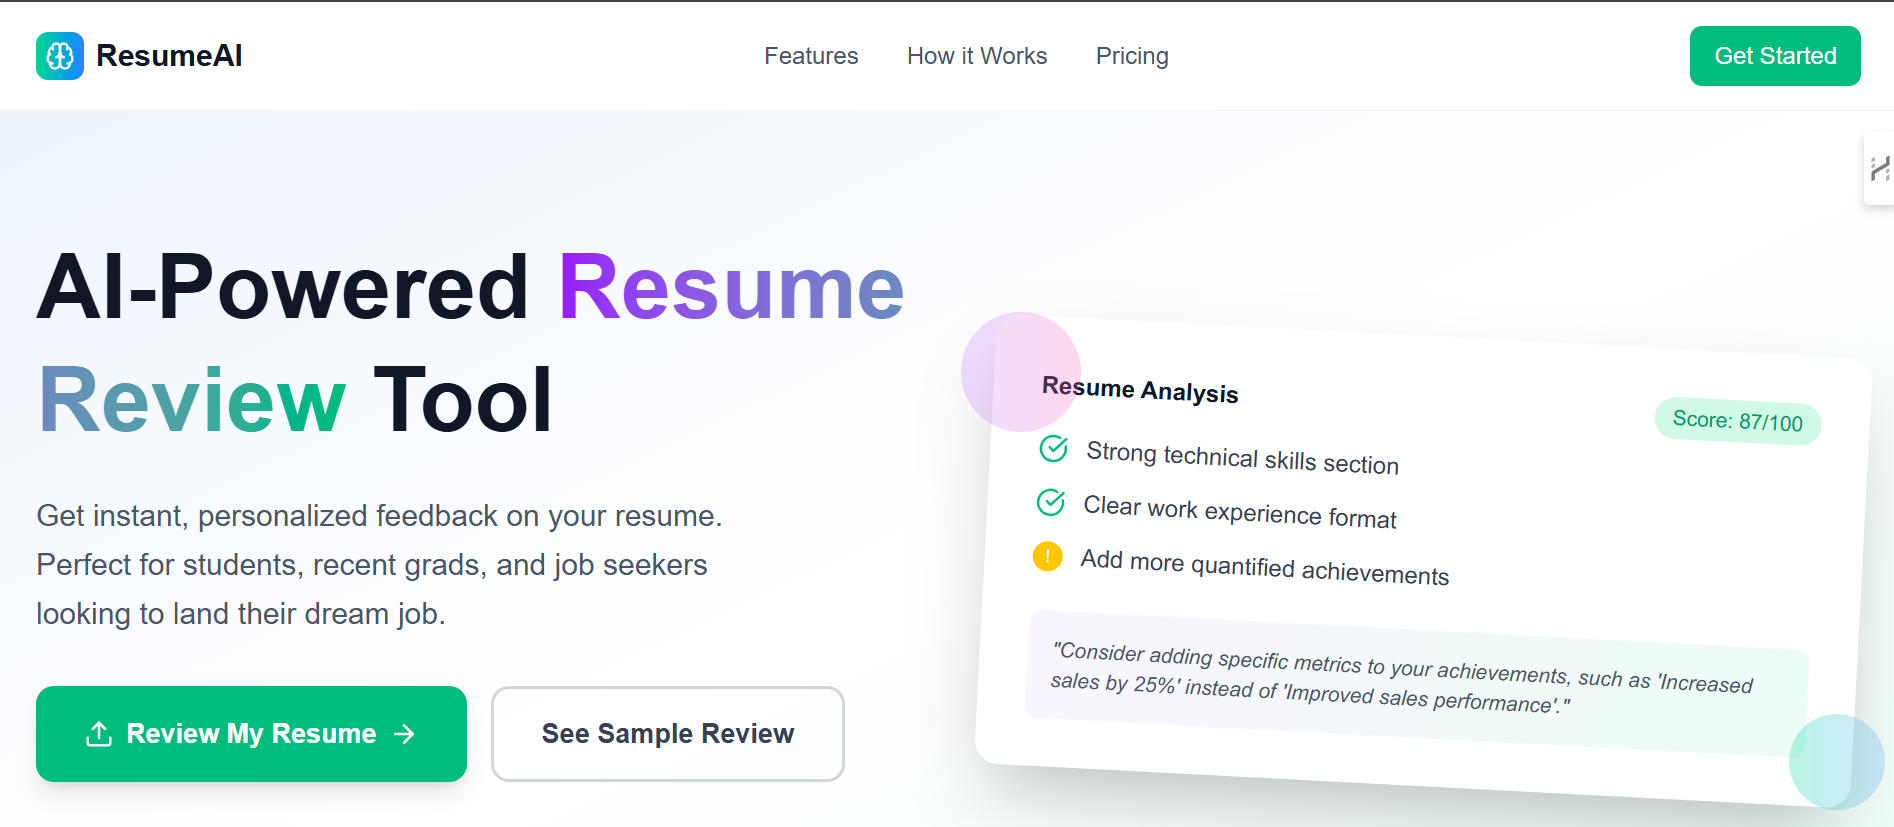 ResumeAI
Features
How it Works
Pricing
Get Started
AI-Powered Resume
Review Tool
Get instant, personalized feedback on your resume.
Perfect for students, recent grads, and job seekers
looking to land their dream job.
Review My Resume
See Sample Review
Resume Analysis
Score: 87/100
Strong technical skills section
Clear work experience format
Add more quantified achievements
"Consider adding specific metrics to your achievements, such as 'Increased
sales by 25%' instead of 'Improved sales performance'."